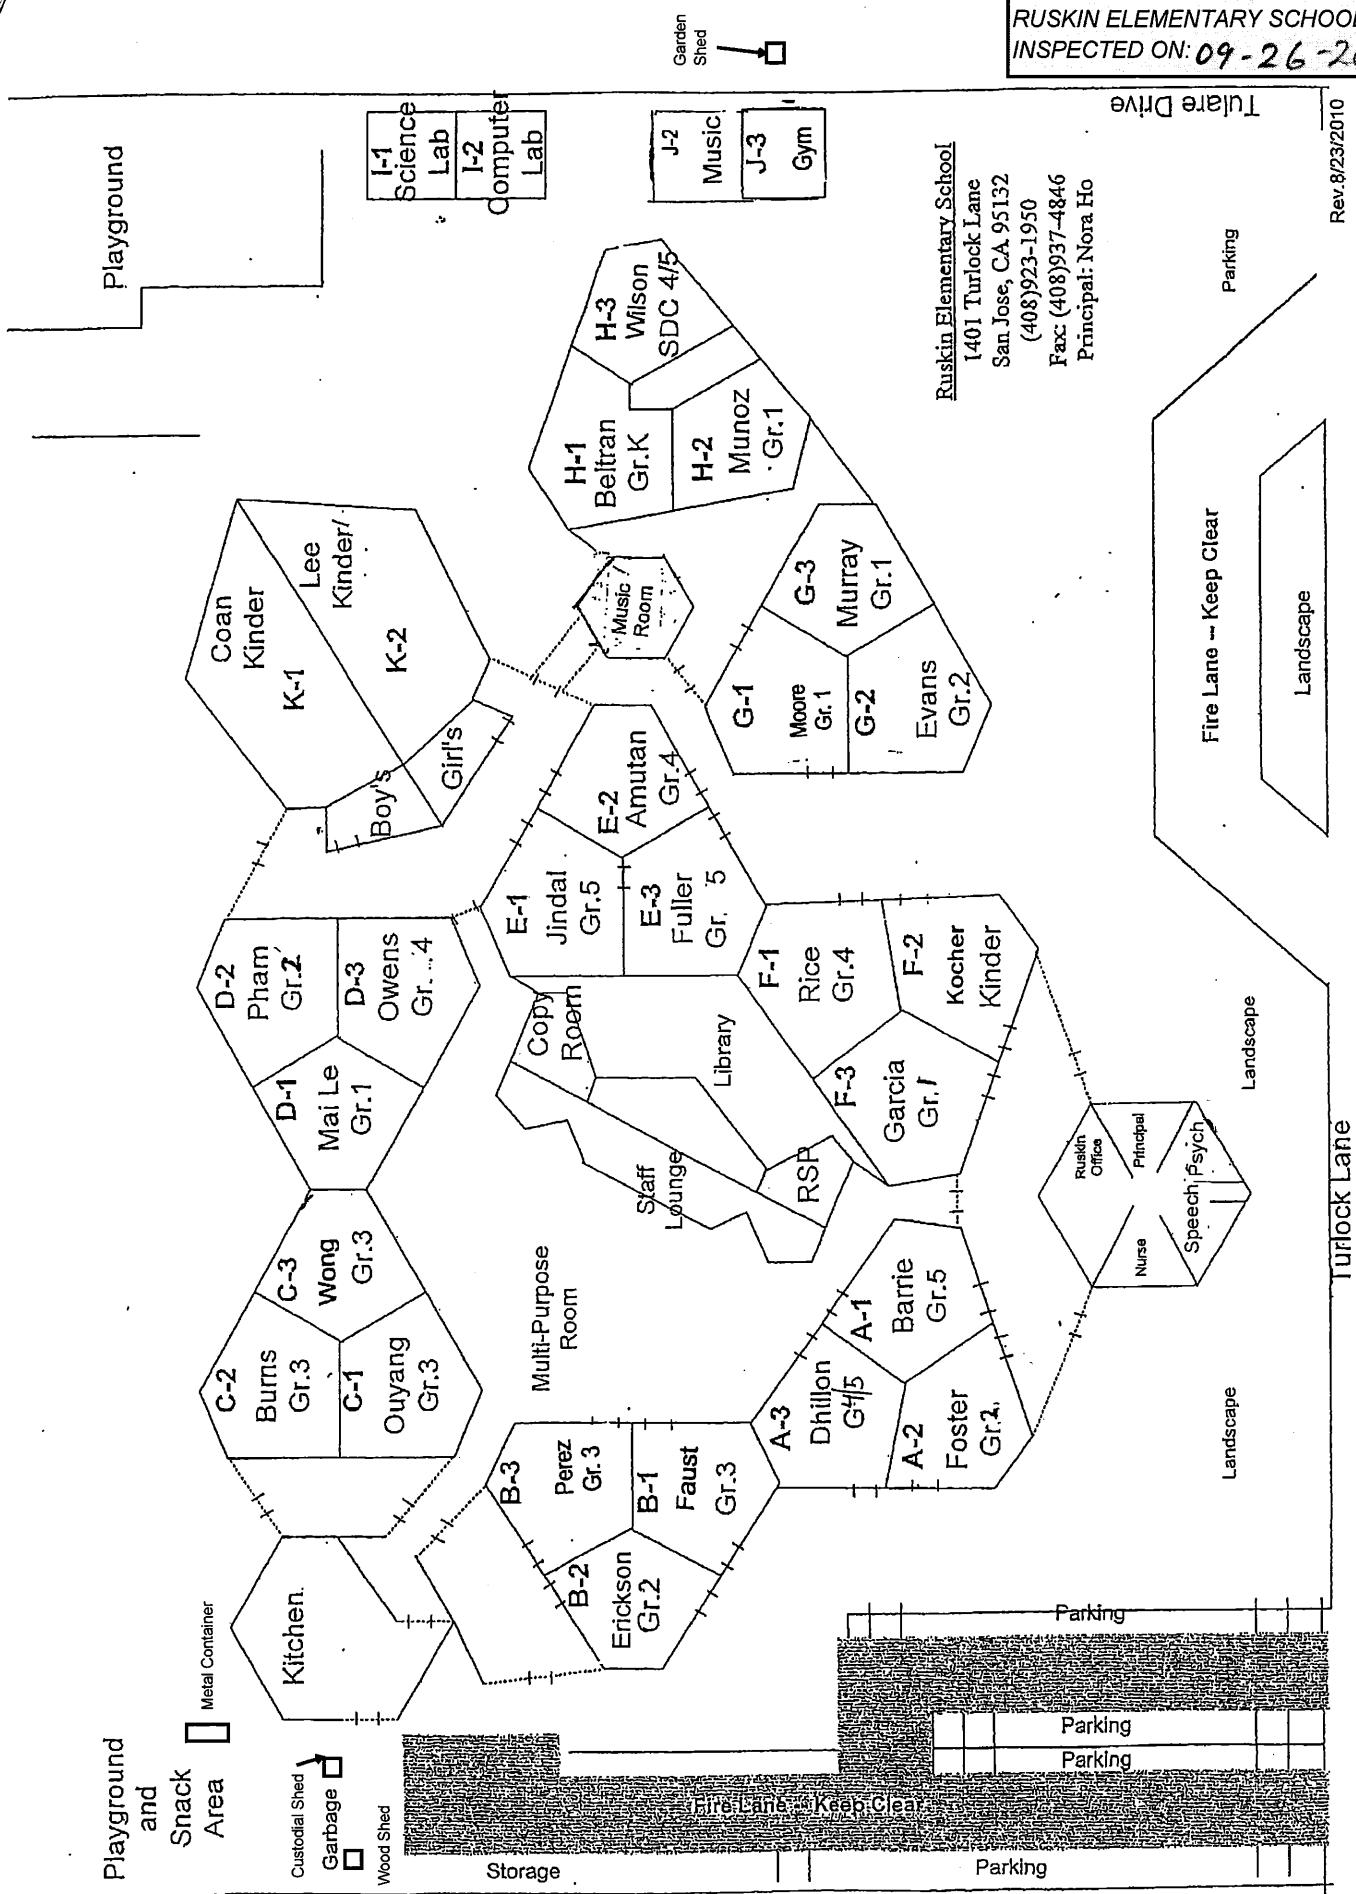 RUSKIN ELEMENTARY SCHOOL
INSPECTED ON: 09-26-20
Garden
Shed
Tulare Drive
Playground
I-1
Science
Lab
I-2
Computer
Lab
J-2
Music
J-3
Gym
Ruskin Elementary School
1401 Turlock Lane
San Jose, CA 95132
(408)923-1950
Fax: (408)937-4846
Principal: Nora Ho
Rev.8/23/2010
Parking
H-3
Wilson
SDC 4/5
H-1
Beltran
Gr.K
H-2
Munoz
Gr.1
Coan
Kinder
K-1
Lee
Kinder/
K-2
Music
Room
G-3
Murray
Gr.1
G-1
Moore
Gr.1
G-2
Evans
Gr.2
Fire Lane -- Keep Clear
Landscape
Boy's
Girl's
E-2
Amutan
Gr.4
E-1
Jindal
Gr.5
E-3
Fuller
Gr. 5
D-2
Pham
Gr.2
D-3
Owens
Gr. 4
D-1
Mai Le
Gr.1
Copy
Room
Library
Staff
Lounge
RSP
F-1
Rice
Gr.4
F-2
Kocher
Kinder
F-3
Garcia
Gr.1
Landscape
Ruskin
Office
Principal
Nurse
Speech
Psych
Turlock Lane
C-3
Wong
Gr.3
C-2
Burns
Gr.3
C-1
Ouyang
Gr.3
Multi-Purpose
Room
A-1
Barrie
Gr.5
A-3
Dhillon
G4/5
A-2
Foster
Gr.2
Landscape
B-3
Perez
Gr.3
B-1
Faust
Gr.3
B-2
Erickson
Gr.2
Kitchen
Metal Container
Playground
and
Snack
Area
Custodial Shed
Garbage
Wood Shed
Storage
Fire Lane -- Keep Clear
Parking
Parking
Parking
Parking